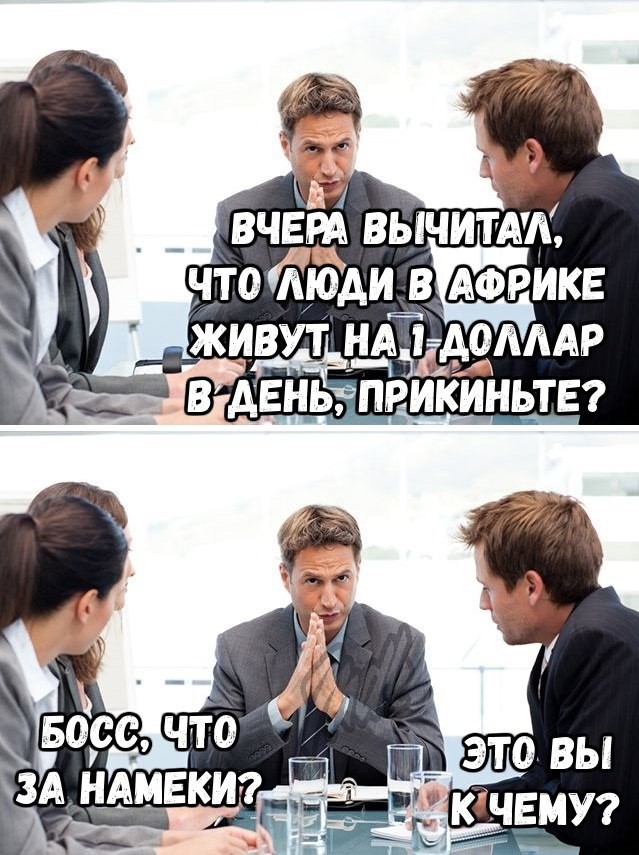 ВЧЕРА ВЫЧИТАЛ,
ЧТО ЛЮДИ В АФРИКЕ
ЖИВУТ НА 1 ДОЛЛАР
В ДЕНЬ, ПРИКИНЬТЕ?
БОСС, ЧТО
ЗА НАМЕКИ?
ЭТО ВЫ
К ЧЕМУ?